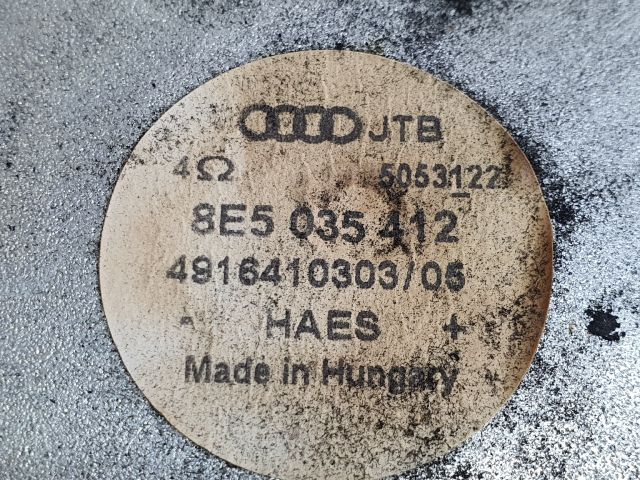 JTB
4Ω 5053122
8E5 035 412
4916410303/05
- HAES +
Made in Hungary